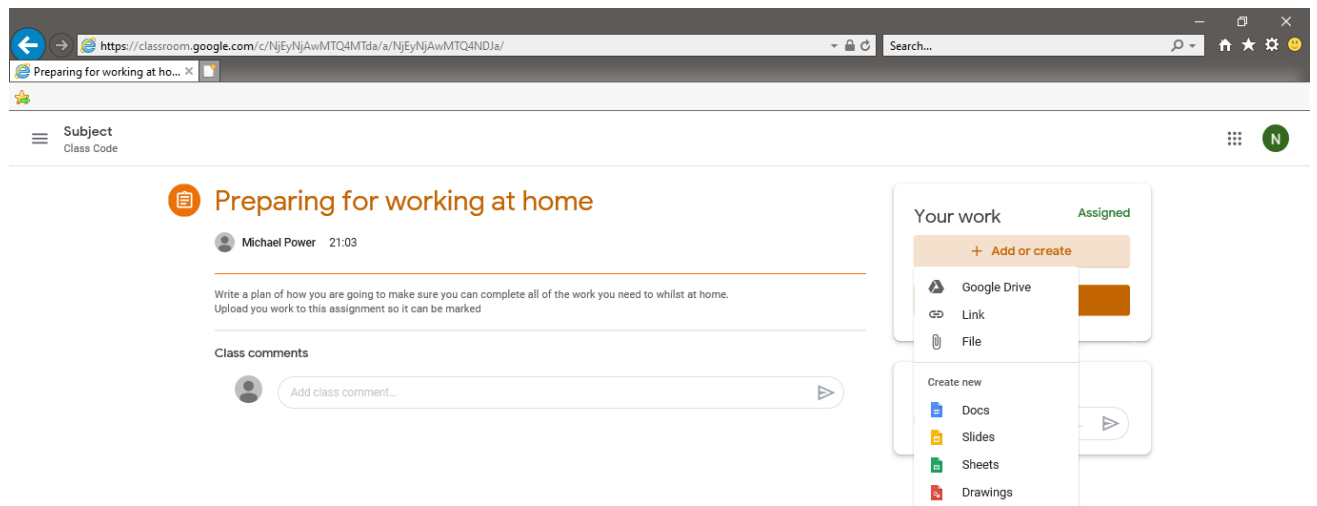 https://classroom.google.com/c/NjEyNjAwMTQ4MTda/a/NjEyNjAwMTQ4NDJa/
Search...
Preparing for working at ho...
Subject
Class Code
N
Preparing for working at home
Michael Power 21:03
Write a plan of how you are going to make sure you can complete all of the work you need to whilst at home.
Upload you work to this assignment so it can be marked
Class comments
Add class comment...
Your work Assigned
+ Add or create
Google Drive
Link
File
Create new
Docs
Slides
Sheets
Drawings